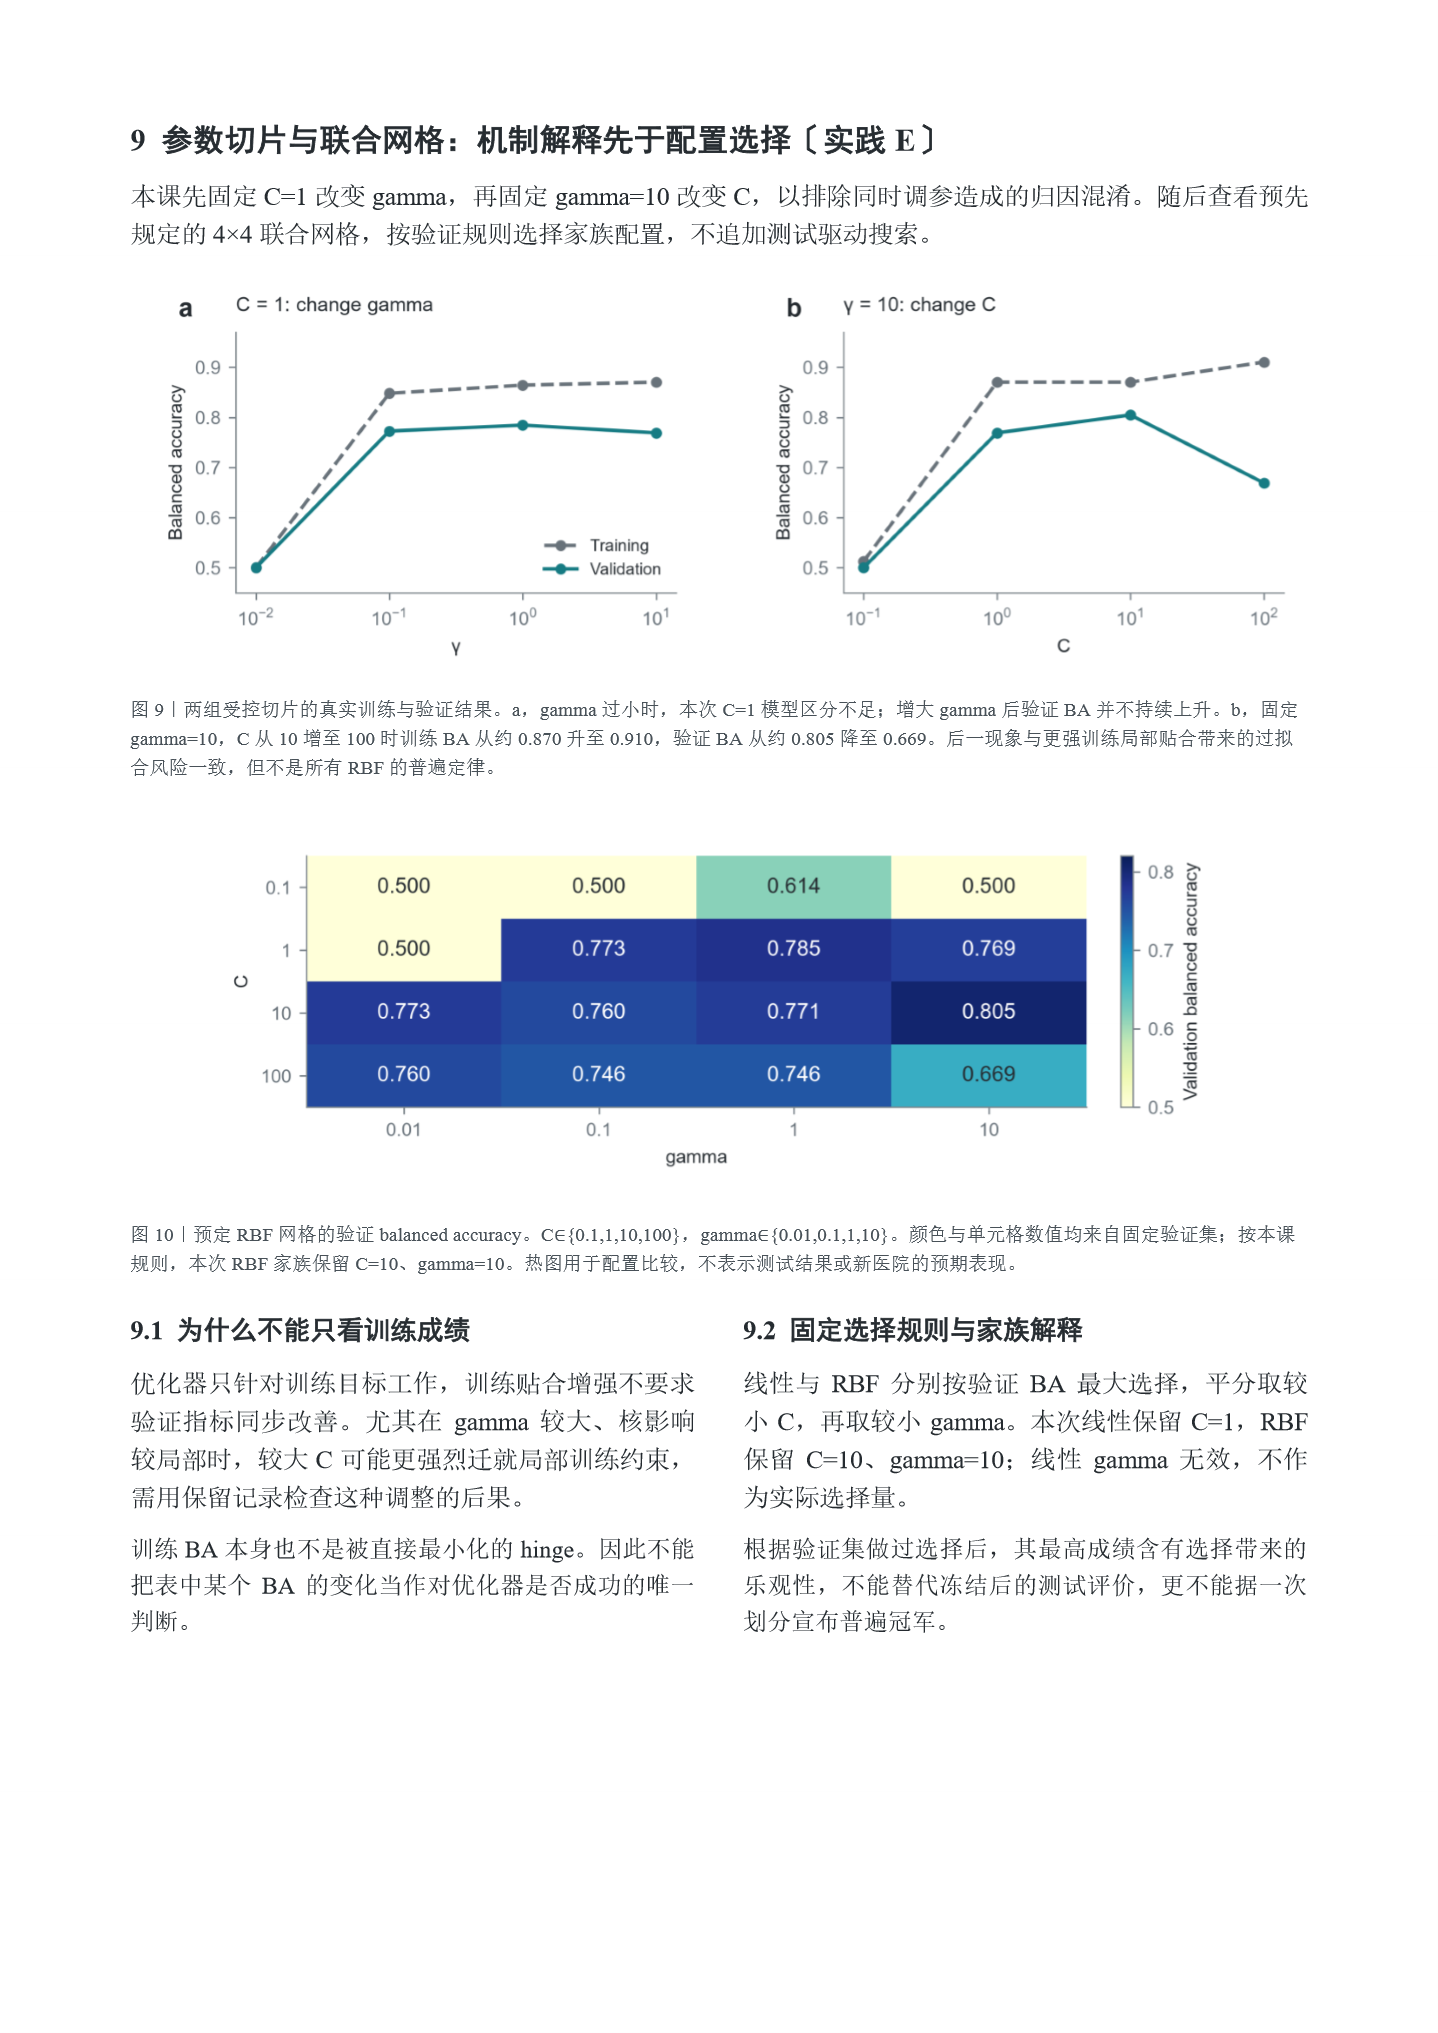 9 参数切片与联合网格：机制解释先于配置选择〔实践 E〕
本课先固定 C=1 改变 gamma，再固定 gamma=10 改变 C，以排除同时调参造成的归因混淆。随后查看预先
规定的 4×4 联合网格，按验证规则选择家族配置，不追加测试驱动搜索。
a C = 1: change gamma
Balanced accuracy
0.9
0.8
0.7
0.6
0.5
Training
Validation
10⁻² 10⁻¹ 10⁰ 10¹
γ
b γ = 10: change C
Balanced accuracy
0.9
0.8
0.7
0.6
0.5
10⁻¹ 10⁰ 10¹ 10²
C
图 9｜两组受控切片的真实训练与验证结果。a，gamma 过小时，本次 C=1 模型区分不足；增大 gamma 后验证 BA 并不持续上升。b，固定
gamma=10，C 从 10 增至 100 时训练 BA 从约 0.870 升至 0.910，验证 BA 从约 0.805 降至 0.669。后一现象与更强训练局部贴合带来的过拟
合风险一致，但不是所有 RBF 的普遍定律。
C
0.1 0.500 0.500 0.614 0.500
1 0.500 0.773 0.785 0.769
10 0.773 0.760 0.771 0.805
100 0.760 0.746 0.746 0.669
0.01 0.1 1 10
gamma
0.8
0.7
0.6
0.5
Validation balanced accuracy
图 10｜预定 RBF 网格的验证 balanced accuracy。C∈{0.1,1,10,100}，gamma∈{0.01,0.1,1,10}。颜色与单元格数值均来自固定验证集；按本课
规则，本次 RBF 家族保留 C=10、gamma=10。热图用于配置比较，不表示测试结果或新医院的预期表现。
9.1 为什么不能只看训练成绩
优化器只针对训练目标工作，训练贴合增强不要求
验证指标同步改善。尤其在 gamma 较大、核影响
较局部时，较大 C 可能更强烈迁就局部训练约束，
需用保留记录检查这种调整的后果。
训练 BA 本身也不是被直接最小化的 hinge。因此不能
把表中某个 BA 的变化当作对优化器是否成功的唯一
判断。
9.2 固定选择规则与家族解释
线性与 RBF 分别按验证 BA 最大选择，平分取较
小 C，再取较小 gamma。本次线性保留 C=1，RBF
保留 C=10、gamma=10；线性 gamma 无效，不作
为实际选择量。
根据验证集做过选择后，其最高成绩含有选择带来的
乐观性，不能替代冻结后的测试评价，更不能据一次
划分宣布普遍冠军。